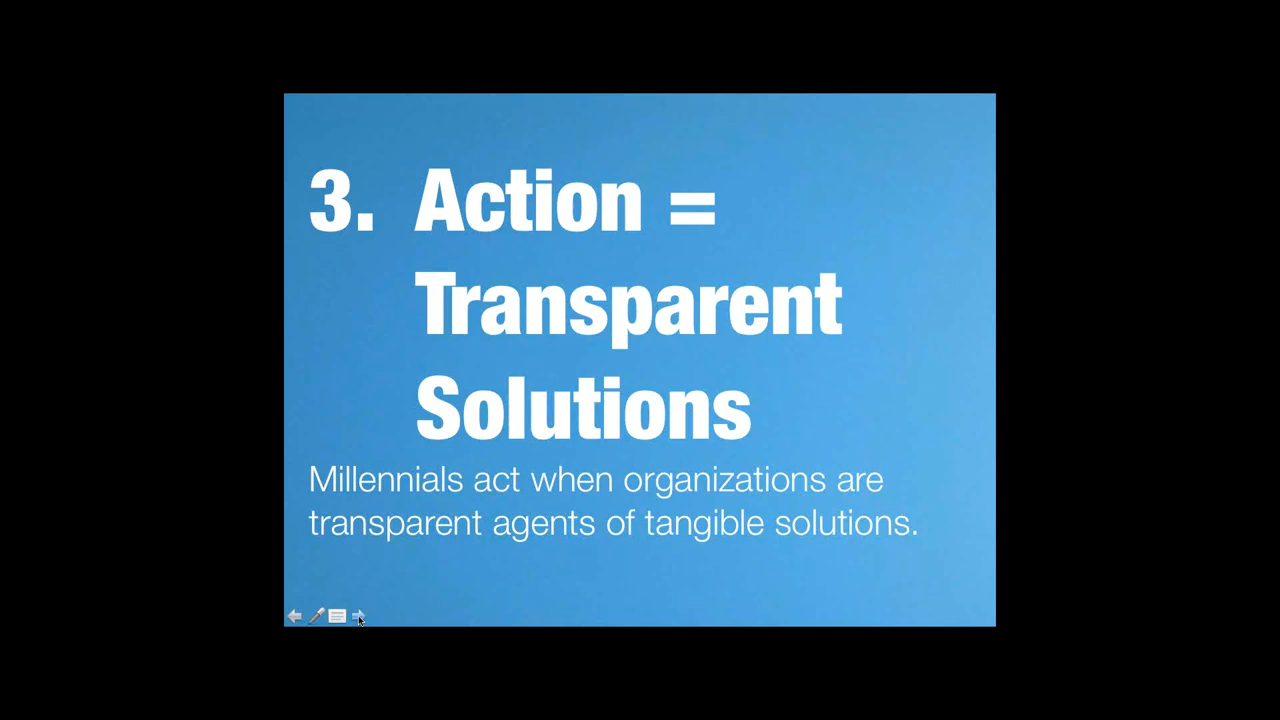 3. Action =
Transparent
Solutions
Millennials act when organizations are
transparent agents of tangible solutions.